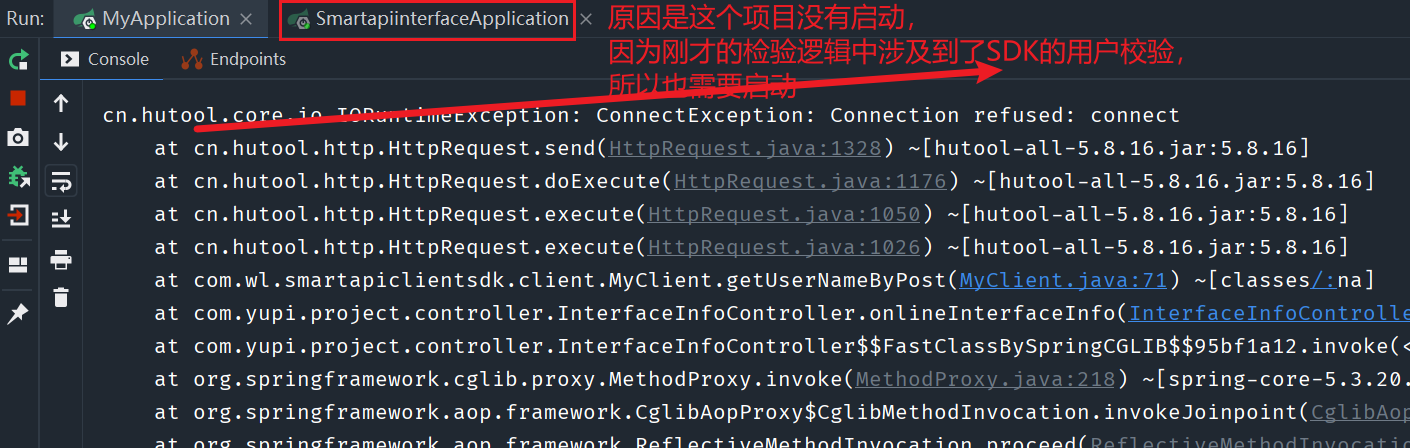 Run:
MyApplication
SmartapiinterfaceApplication
原因是这个项目没有启动，
因为刚才的检验逻辑中涉及到了SDK的用户校验，
所以也需要启动
Console
Endpoints
cn.hutool.core.io.IORuntimeException: ConnectException: Connection refused: connect
at cn.hutool.http.HttpRequest.send(HttpRequest.java:1328) ~[hutool-all-5.8.16.jar:5.8.16]
at cn.hutool.http.HttpRequest.doExecute(HttpRequest.java:1176) ~[hutool-all-5.8.16.jar:5.8.16]
at cn.hutool.http.HttpRequest.execute(HttpRequest.java:1050) ~[hutool-all-5.8.16.jar:5.8.16]
at cn.hutool.http.HttpRequest.execute(HttpRequest.java:1026) ~[hutool-all-5.8.16.jar:5.8.16]
at com.wl.smartapiclientsdk.client.MyClient.getUserNameByPost(MyClient.java:71) ~[classes/:na]
at com.yupi.project.controller.InterfaceInfoController.onlineInterfaceInfo(InterfaceInfoControlle
at com.yupi.project.controller.InterfaceInfoController$$FastClassBySpringCGLIB$$95bf1a12.invoke(<
at org.springframework.cglib.proxy.MethodProxy.invoke(MethodProxy.java:218) ~[spring-core-5.3.20.
at org.springframework.aop.framework.CglibAopProxy$CglibMethodInvocation.invokeJoinpoint(CglibAop
at org.springframework.aop.framework.ReflectiveMethodInvocation.proceed(ReflectiveMethodInvocatio